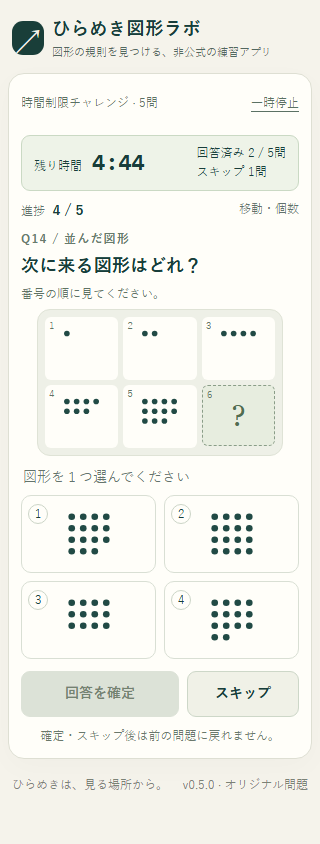 ひらめき図形ラボ
図形の規則を見つける、非公式の練習アプリ
時間制限チャレンジ · 5問
一時停止
残り時間 4:44
回答済み 2 / 5問
スキップ 1問
進捗 4 / 5
移動・個数
Q14 / 並んだ図形
次に来る図形はどれ？
番号の順に見てください。
1
2
3
4
5
6
?
図形を 1 つ選んでください
1
2
3
4
回答を確定
スキップ
確定・スキップ後は前の問題に戻れません。
ひらめきは、見る場所から。
v0.5.0 · オリジナル問題